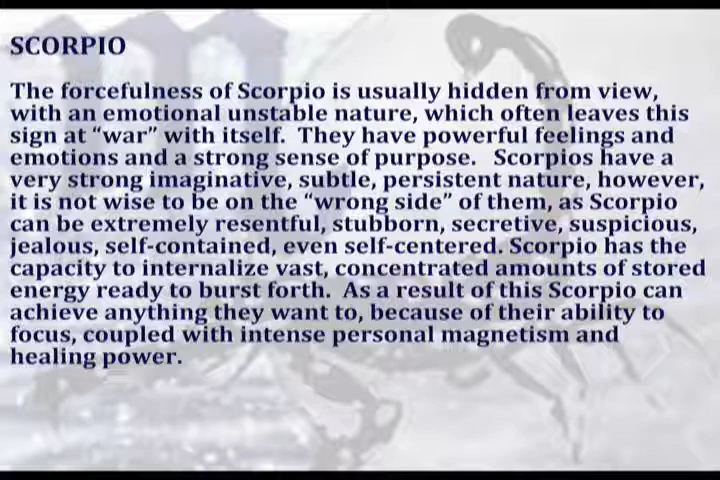 SCORPIO
The forcefulness of Scorpio is usually hidden from view,
with an emotional unstable nature, which often leaves this
sign at “war” with itself.  They have powerful feelings and
emotions and a strong sense of purpose.   Scorpios have a
very strong imaginative, subtle, persistent nature, however,
it is not wise to be on the “wrong side” of them, as Scorpio
can be extremely resentful, stubborn, secretive, suspicious,
jealous, self-contained, even self-centered. Scorpio has the
capacity to internalize vast, concentrated amounts of stored
energy ready to burst forth.  As a result of this Scorpio can
achieve anything they want to, because of their ability to
focus, coupled with intense personal magnetism and
healing power.